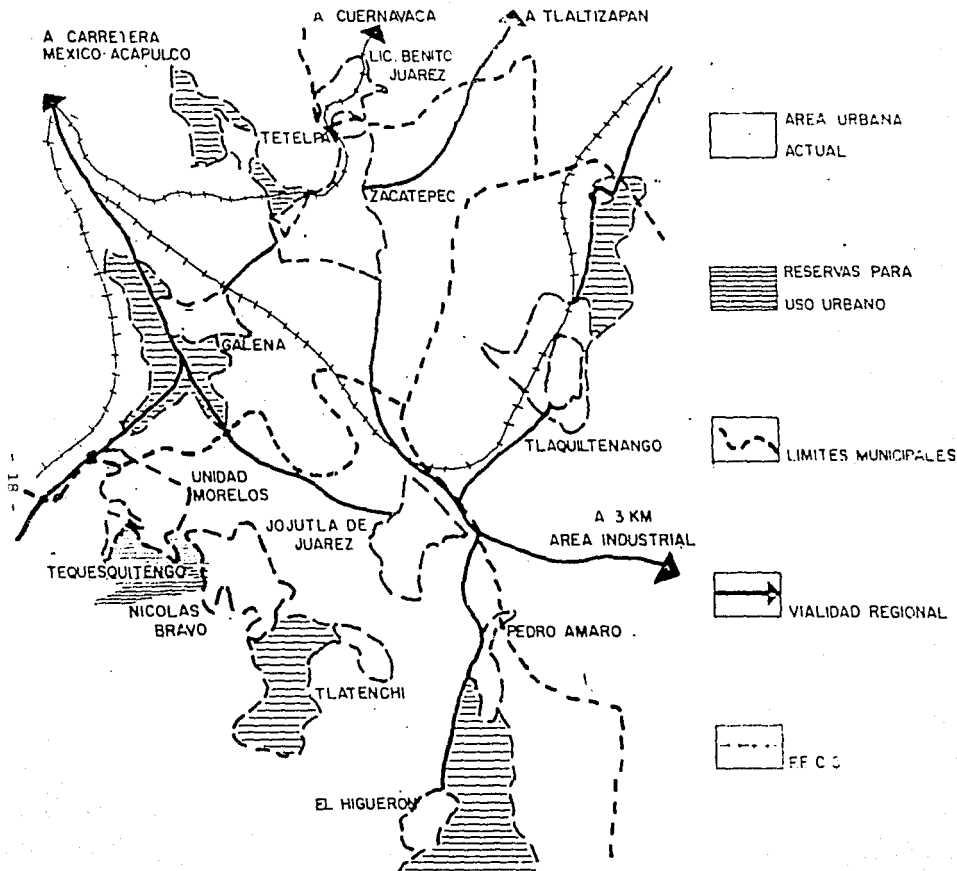 A CUERNAVACA
A TLALTIZAPAN
A CARRETERA
MEXICO-ACAPULCO
LIC. BENITO
JUAREZ
TETELPA
ZACATEPEC
GALENA
TLAQUILTENANGO
UNIDAD
MORELOS
JOJUTLA DE
JUAREZ
A 3 KM
AREA INDUSTRIAL
TEQUESQUITENGO
NICOLAS
BRAVO
PEDRO AMARO
TLATENCHI
EL HIGUERON
AREA URBANA
ACTUAL
RESERVAS PARA
USO URBANO
LIMITES MUNICIPALES
VIALIDAD REGIONAL
- 18 -